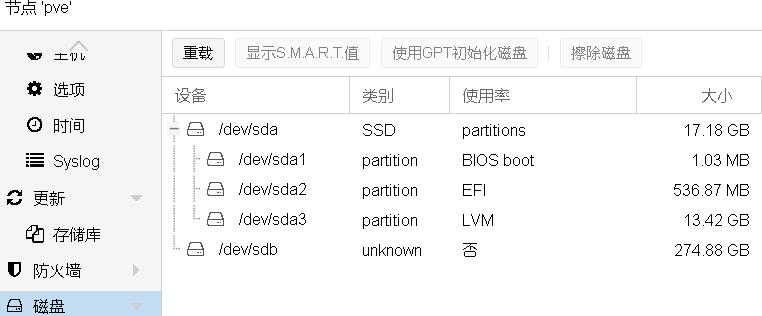 节点 'pve'
主机
选项
时间
Syslog
更新
存储库
防火墙
磁盘
重载 显示S.M.A.R.T.值 使用GPT初始化磁盘 擦除磁盘
设备 类别 使用率 大小
/dev/sda SSD partitions 17.18 GB
/dev/sda1 partition BIOS boot 1.03 MB
/dev/sda2 partition EFI 536.87 MB
/dev/sda3 partition LVM 13.42 GB
/dev/sdb unknown 否 274.88 GB